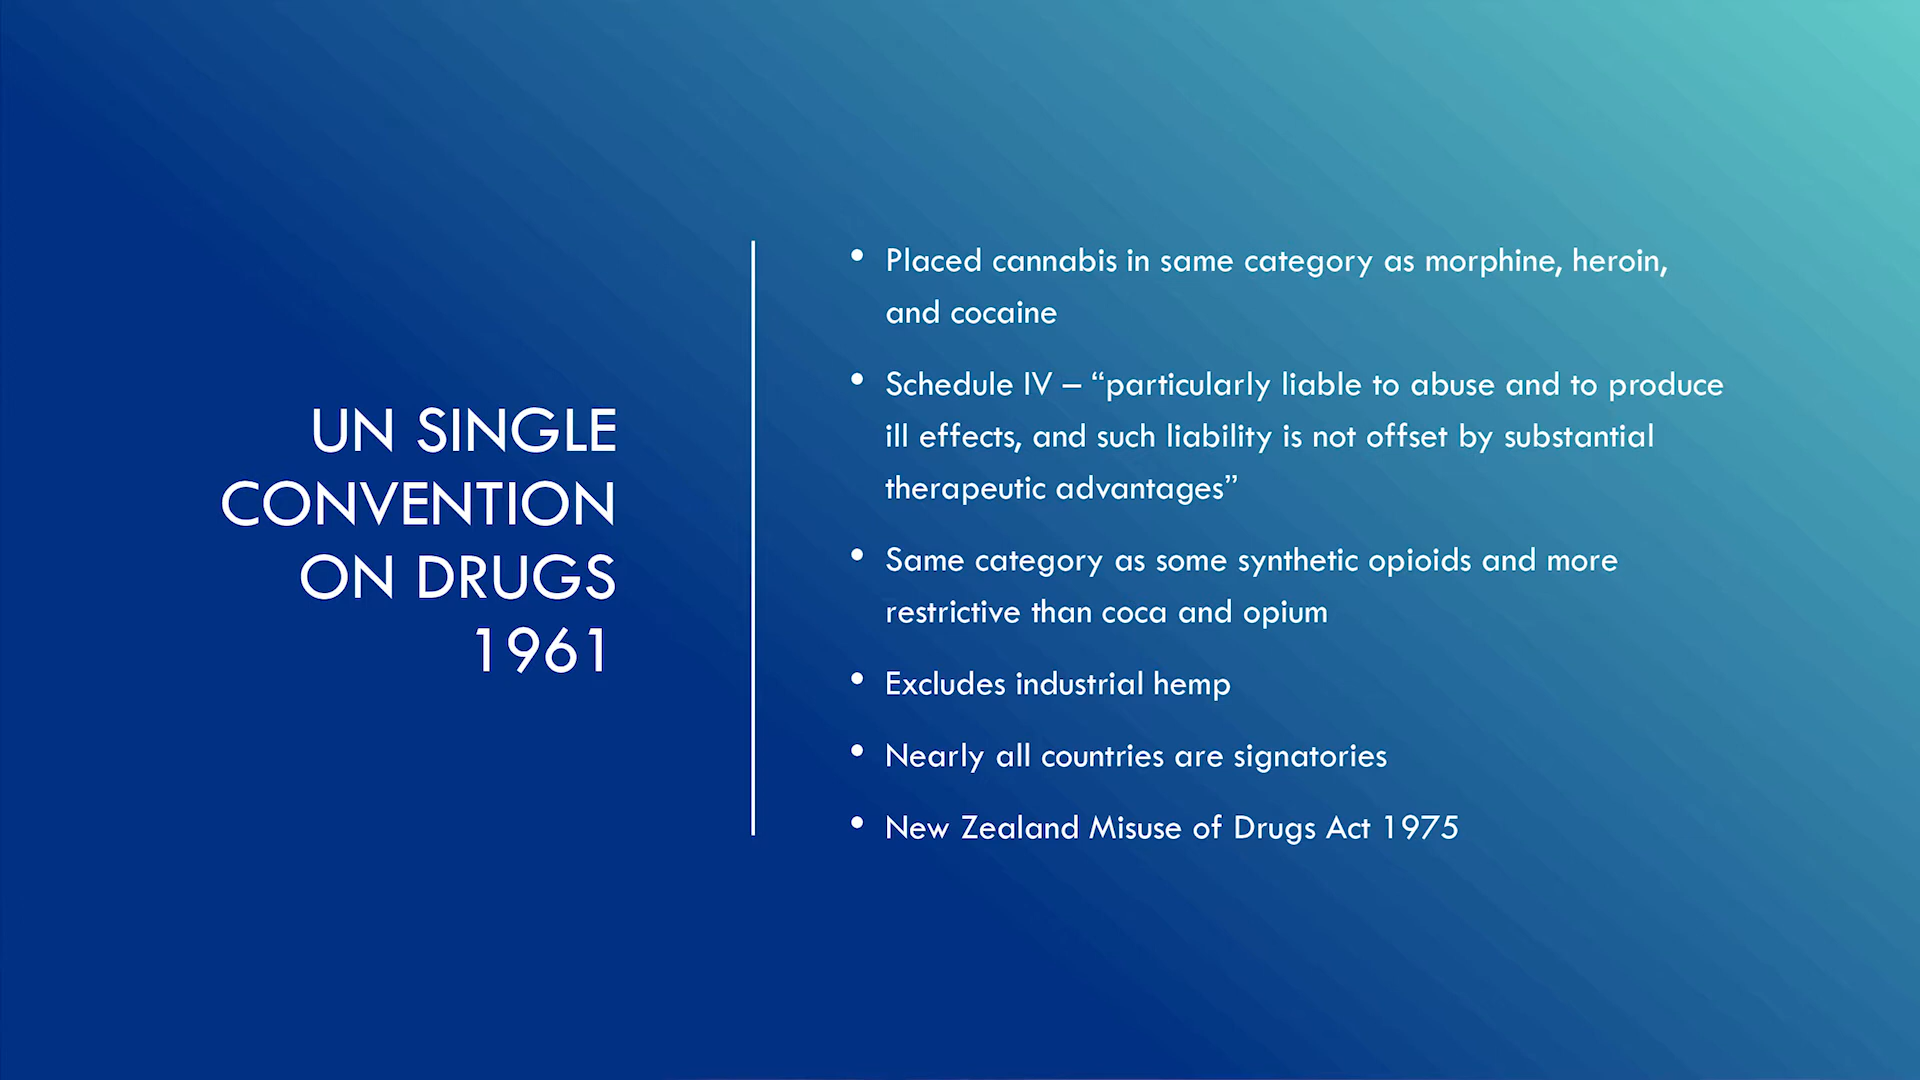 UN SINGLE
CONVENTION
ON DRUGS
1961
• Placed cannabis in same category as morphine, heroin,
and cocaine
• Schedule IV – “particularly liable to abuse and to produce
ill effects, and such liability is not offset by substantial
therapeutic advantages”
• Same category as some synthetic opioids and more
restrictive than coca and opium
• Excludes industrial hemp
• Nearly all countries are signatories
• New Zealand Misuse of Drugs Act 1975